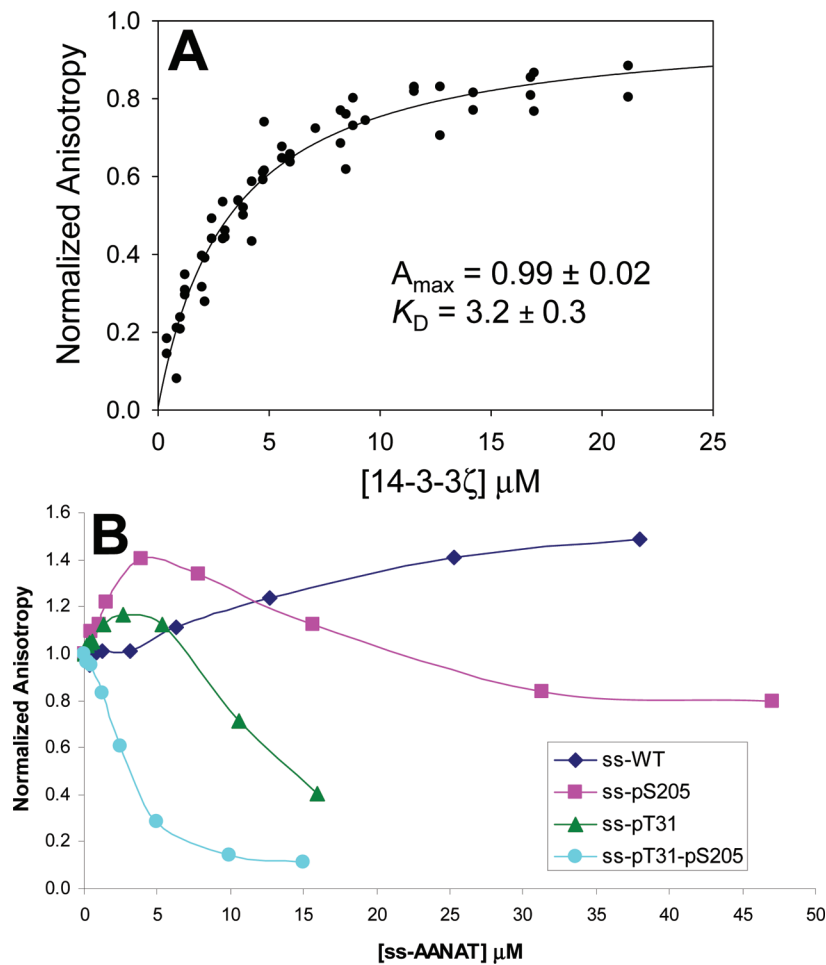 A
Normalized Anisotropy
1.0
0.8
0.6
0.4
0.2
0.0
A_max = 0.99 ± 0.02
K_D = 3.2 ± 0.3
0 5 10 15 20 25
[14-3-3ζ] μM
B
Normalized Anisotropy
1.6
1.4
1.2
1.0
0.8
0.6
0.4
0.2
0.0
ss-WT
ss-pS205
ss-pT31
ss-pT31-pS205
0 5 10 15 20 25 30 35 40 45 50
[ss-AANAT] μM